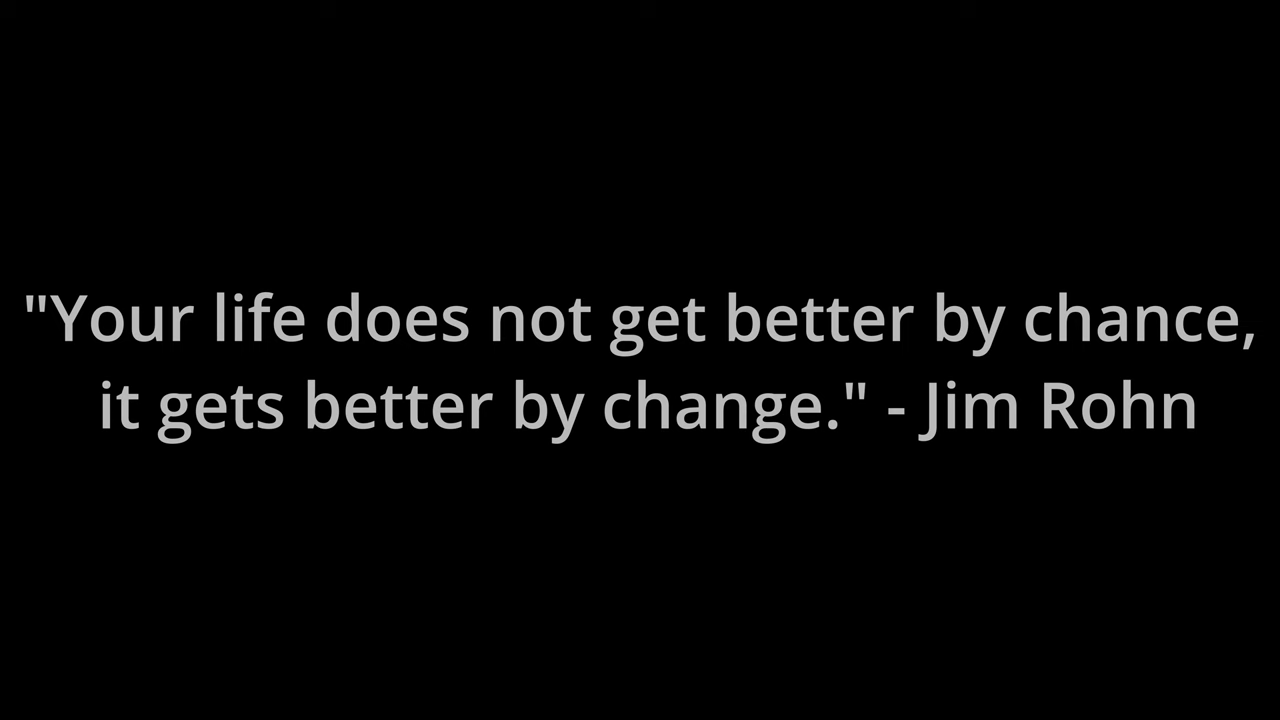 "Your life does not get better by chance,
it gets better by change." - Jim Rohn